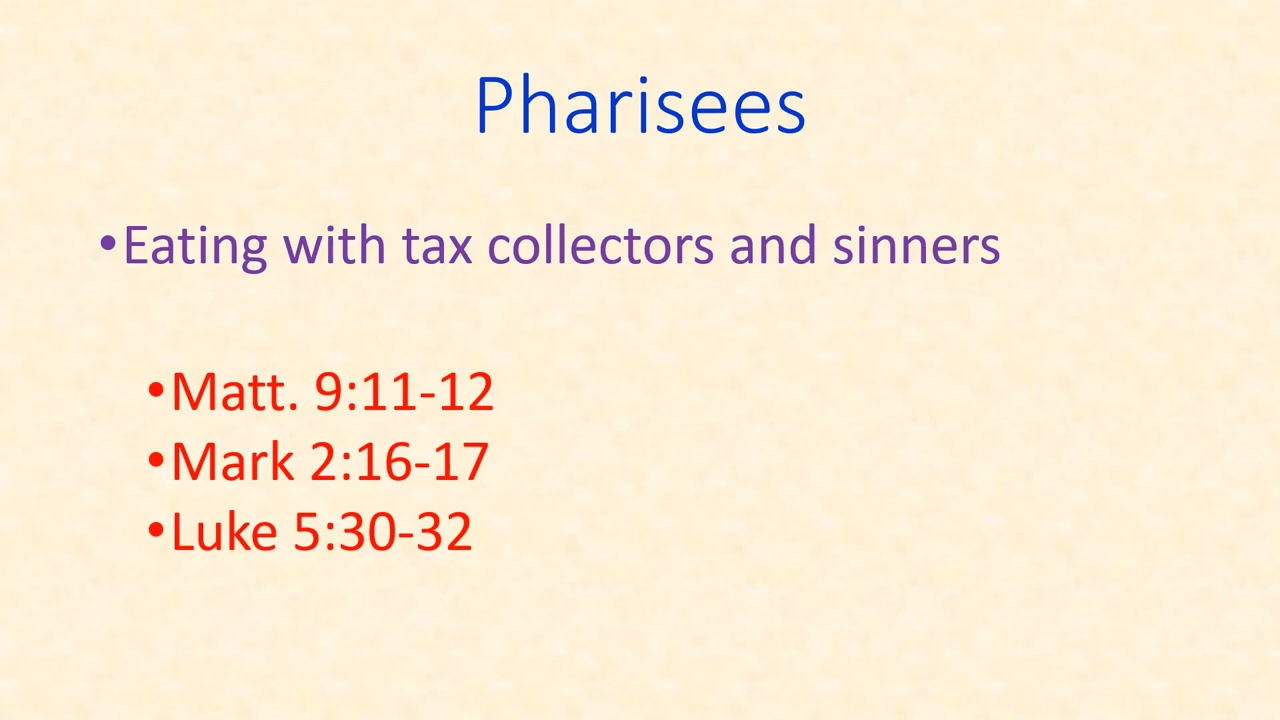 Pharisees
•Eating with tax collectors and sinners
•Matt. 9:11-12
•Mark 2:16-17
•Luke 5:30-32